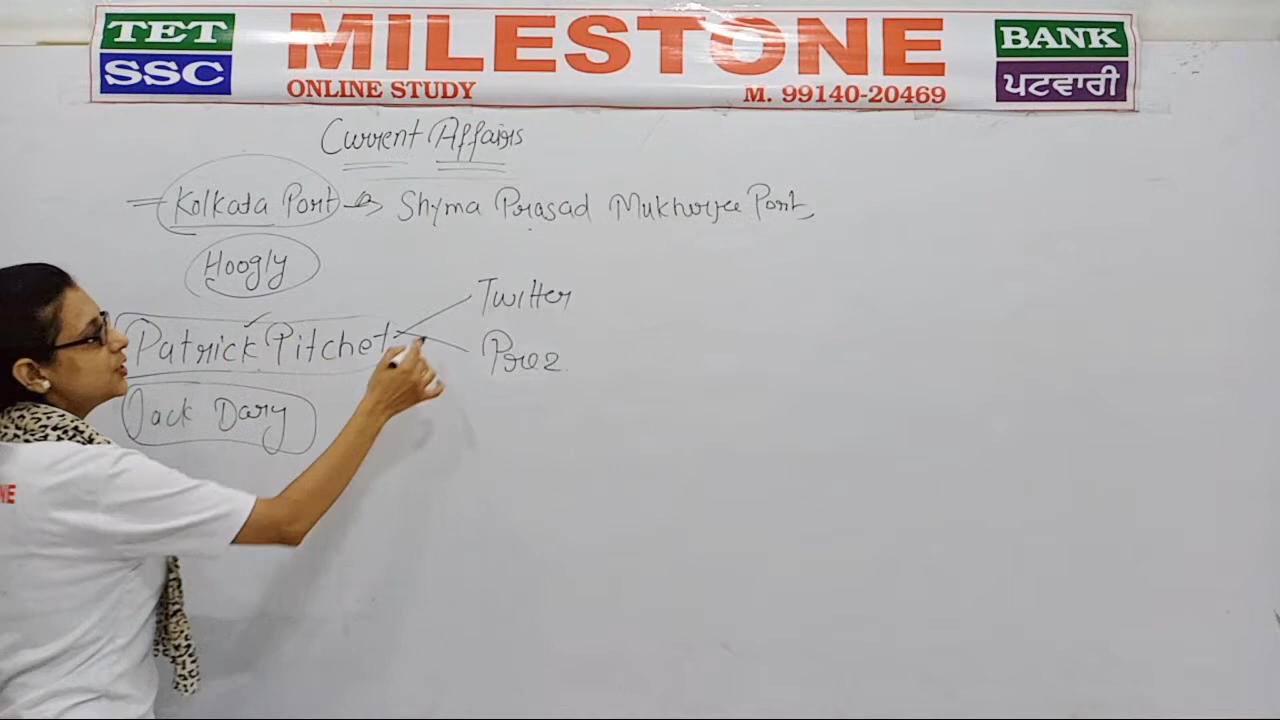 TET
SSC
MILESTONE
ONLINE STUDY
M. 99140-20469
BANK
ਪਟਵਾਰੀ
Current Affairs
Kolkata Port → Shyma Prasad Mukherjee Port
Hoogly
Patrick Pitchet
Twitter
Prez
Jack Dary
NE